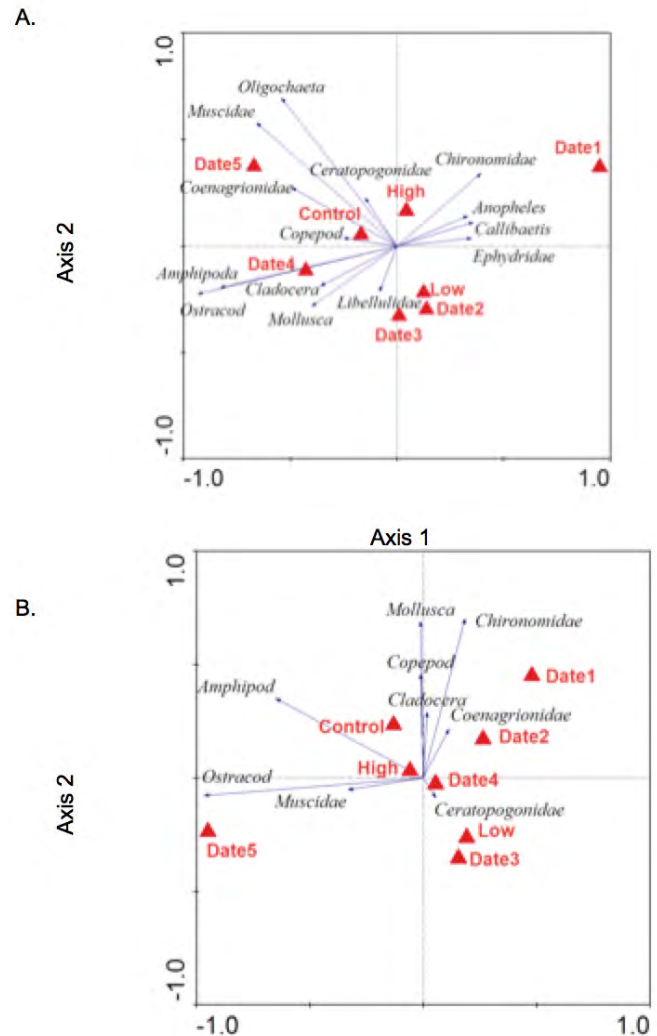 A.
1.0
Oligochaeta
Muscidae
Date1
Chironomidae
Date5
Ceratopogonidae
Coenagrionidae
High
Anopheles
Control
Callibaetis
Copepod
Axis 2
Ephydridae
Date4
Amphipoda
Cladocera
Low
Libellulidae
Ostracod
Date2
Mollusca
Date3
-1.0
-1.0
1.0
Axis 1
B.
1.0
Mollusca
Chironomidae
Copepod
Date1
Amphipod
Cladocera
Coenagrionidae
Control
Date2
High
Axis 2
Ostracod
Date4
Muscidae
Ceratopogonidae
Low
Date5
Date3
-1.0
-1.0
1.0